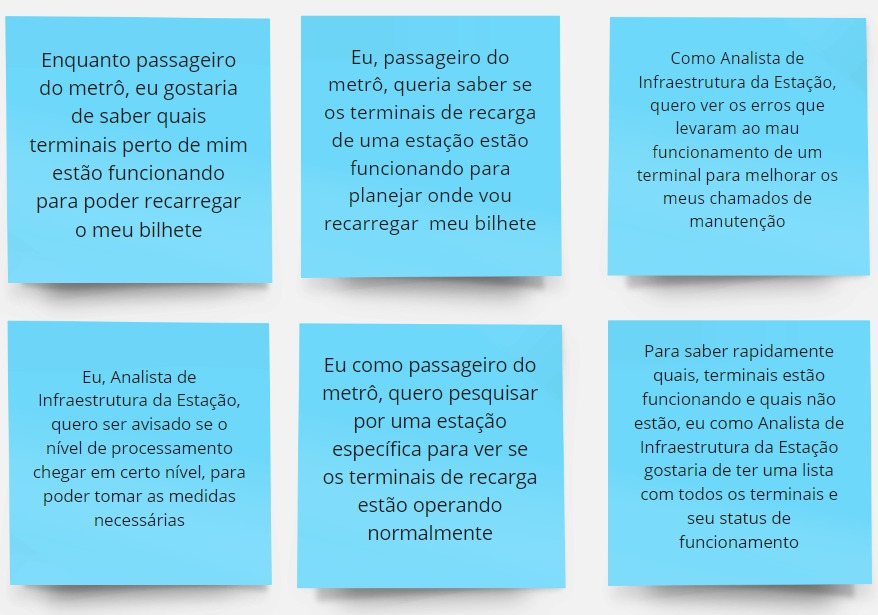 Enquanto passageiro
do metrô, eu gostaria
de saber quais
terminais perto de mim
estão funcionando
para poder recarregar
o meu bilhete
Eu, passageiro do
metrô, queria saber se
os terminais de recarga
de uma estação estão
funcionando para
planejar onde vou
recarregar  meu bilhete
Como Analista de
Infraestrutura da Estação,
quero ver os erros que
levaram ao mau
funcionamento de um
terminal para melhorar os
meus chamados de
manutenção
Eu, Analista de
Infraestrutura da Estação,
quero ser avisado se o
nível de processamento
chegar em certo nível, para
poder tomar as medidas
necessárias
Eu como passageiro do
metrô, quero pesquisar
por uma estação
específica para ver se
os terminais de recarga
estão operando
normalmente
Para saber rapidamente
quais, terminais estão
funcionando e quais não
estão, eu como Analista de
Infraestrutura da Estação
gostaria de ter uma lista
com todos os terminais e
seu status de
funcionamento